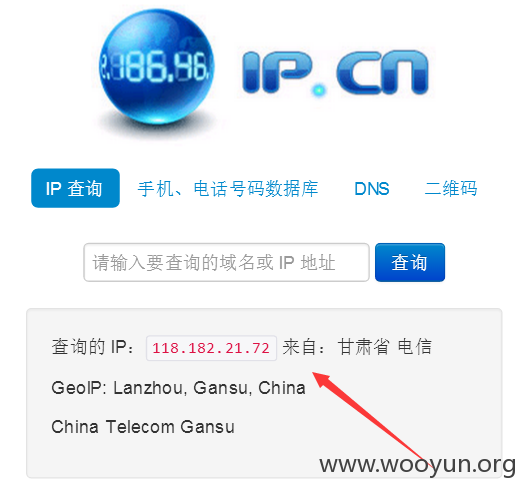 2.186.46.
IP.CN
IP 查询 手机、电话号码数据库 DNS 二维码
请输入要查询的域名或 IP 地址 查询
查询的 IP：118.182.21.72 来自：甘肃省 电信
GeoIP: Lanzhou, Gansu, China
China Telecom Gansu
www.wooyun.org